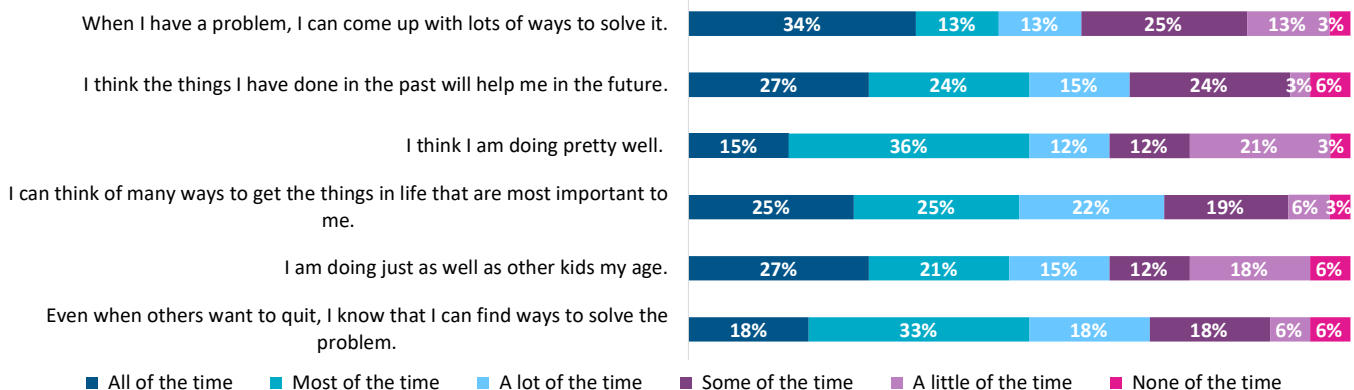 When I have a problem, I can come up with lots of ways to solve it. 34% 13% 13% 25% 13% 3%
I think the things I have done in the past will help me in the future. 27% 24% 15% 24% 3% 6%
I think I am doing pretty well. 15% 36% 12% 12% 21% 3%
I can think of many ways to get the things in life that are most important to
me.
25% 25% 22% 19% 6% 3%
I am doing just as well as other kids my age. 27% 21% 15% 12% 18% 6%
Even when others want to quit, I know that I can find ways to solve the
problem.
18% 33% 18% 18% 6% 6%
All of the time Most of the time A lot of the time Some of the time A little of the time None of the time